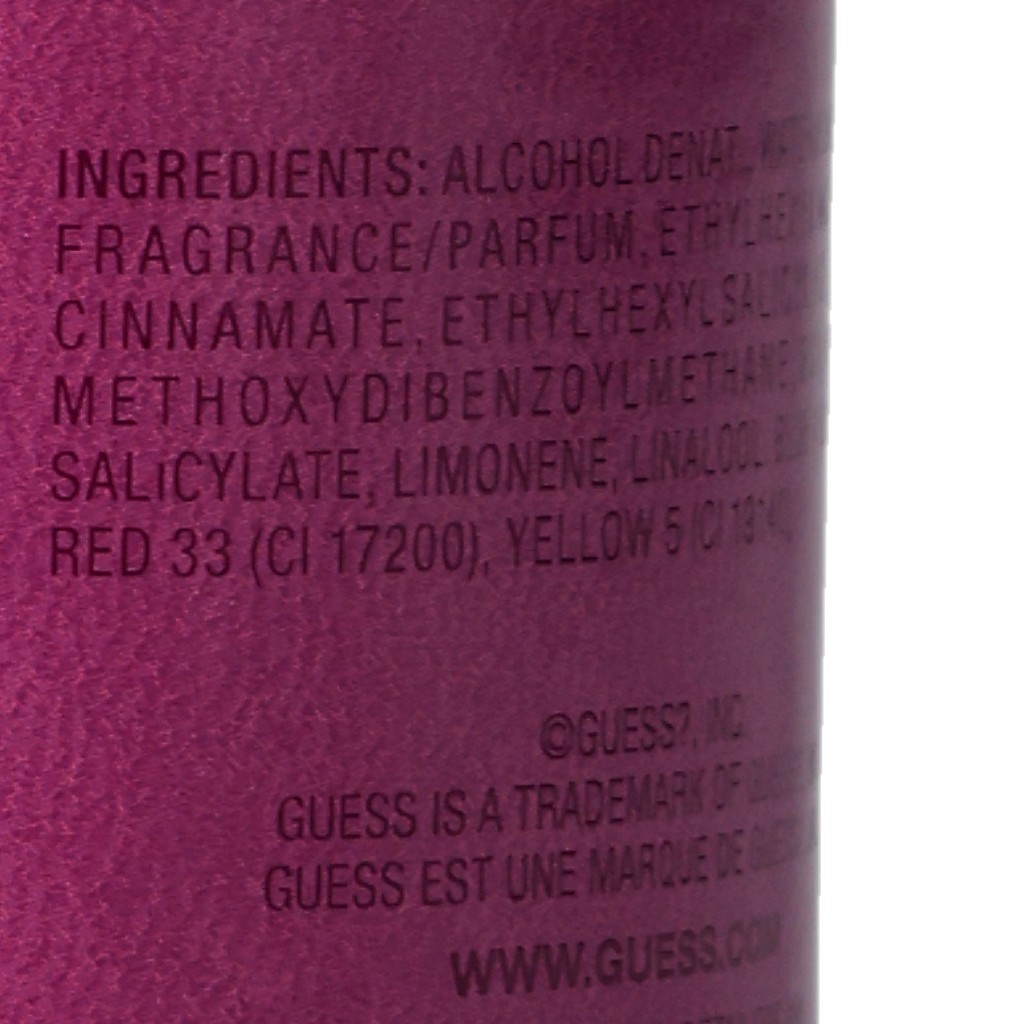 INGREDIENTS: ALCOHOL DENAT.,
FRAGRANCE/PARFUM, 
CINNAMATE, ETHYLHEXYL
METHOXYDIBENZOYLMETHANE,
SALICYLATE, LIMONENE, LINALOOL,
RED 33 (CI 17200), YELLOW 5 (CI
©GUESS?, INC.
GUESS IS A TRADEMARK OF
GUESS EST UNE MARQUE DE
WWW.GUESS.COM